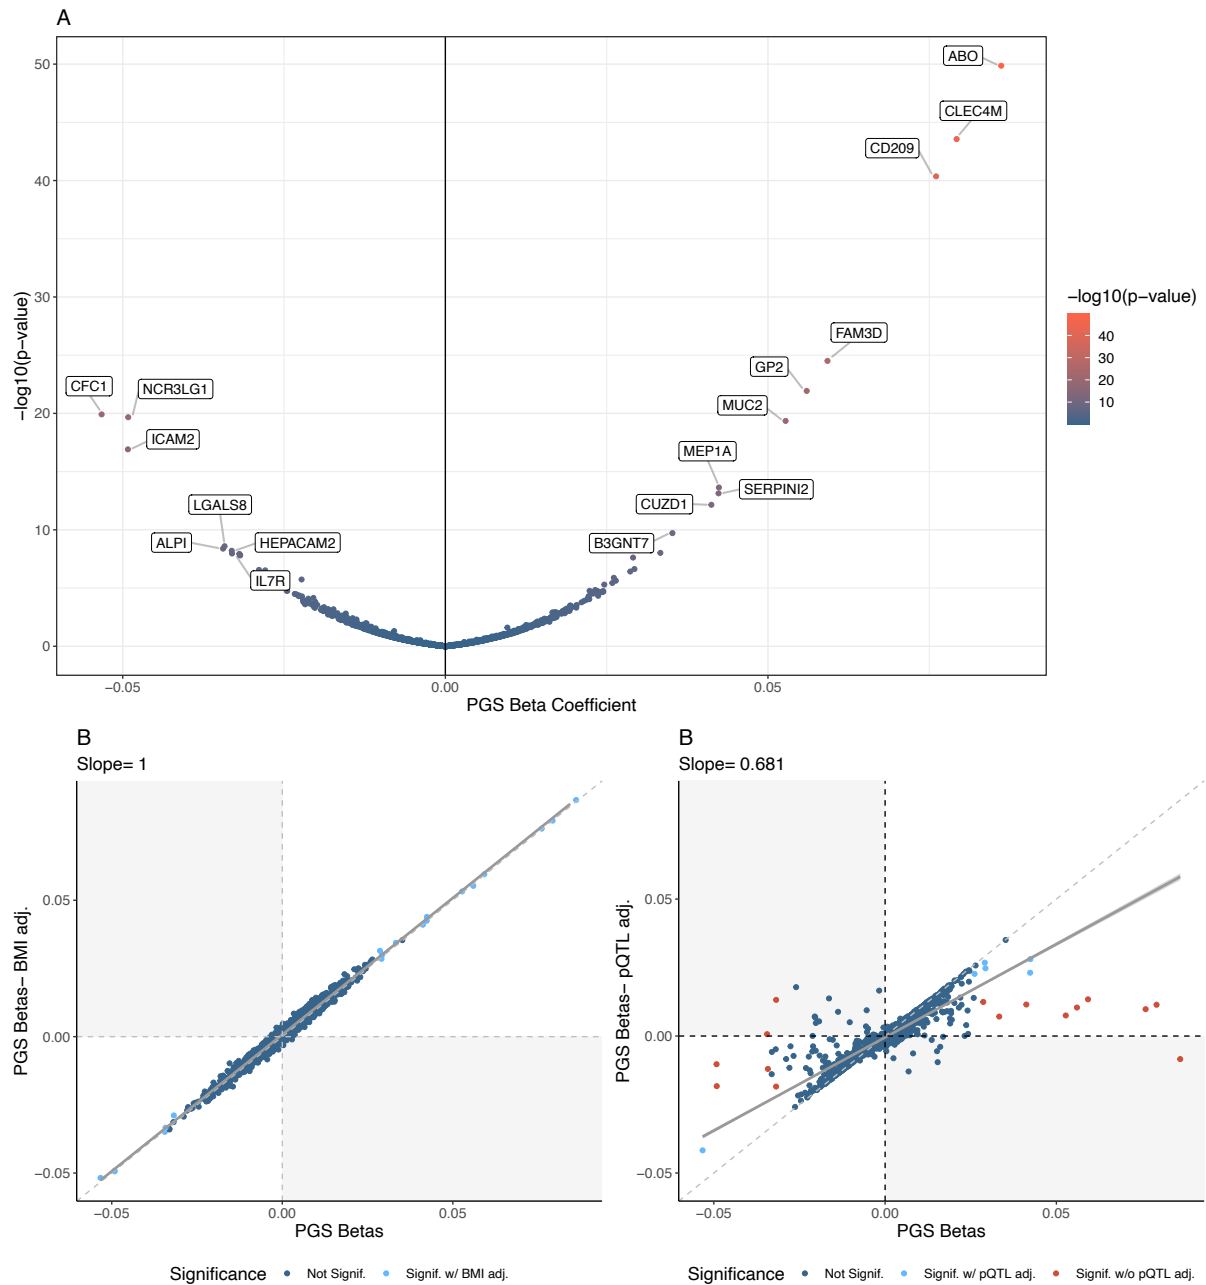 A
50
40
30
20
10
0
−log10(p−value)
ABO
CLEC4M
CD209
FAM3D
GP2
MUC2
CFC1
NCR3LG1
ICAM2
MEP1A
SERPINI2
CUZD1
B3GNT7
LGALS8
ALPI
HEPACAM2
IL7R
−0.05
0.00
0.05
PGS Beta Coefficient
−log10(p−value)
40
30
20
10
B
Slope= 1
0.05
0.00
−0.05
PGS Betas− BMI adj.
−0.05
0.00
0.05
PGS Betas
Significance
Not Signif.
Signif. w/ BMI adj.
B
Slope= 0.681
0.05
0.00
−0.05
PGS Betas− pQTL adj.
−0.05
0.00
0.05
PGS Betas
Significance
Not Signif.
Signif. w/ pQTL adj.
Signif. w/o pQTL adj.